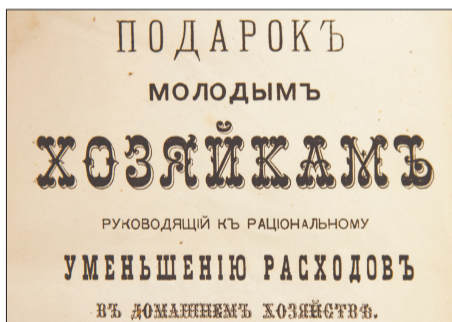 ПОДАРОКЪ
МОЛОДЫМЪ
ХОЗЯЙКАМЪ
РУКОВОДЯЩІЙ КЪ РАЦІОНАЛЬНОМУ
УМЕНЬШЕНІЮ РАСХОДОВЪ
ВЪ ДОМАШНЕМЪ ХОЗЯЙСТВѢ.